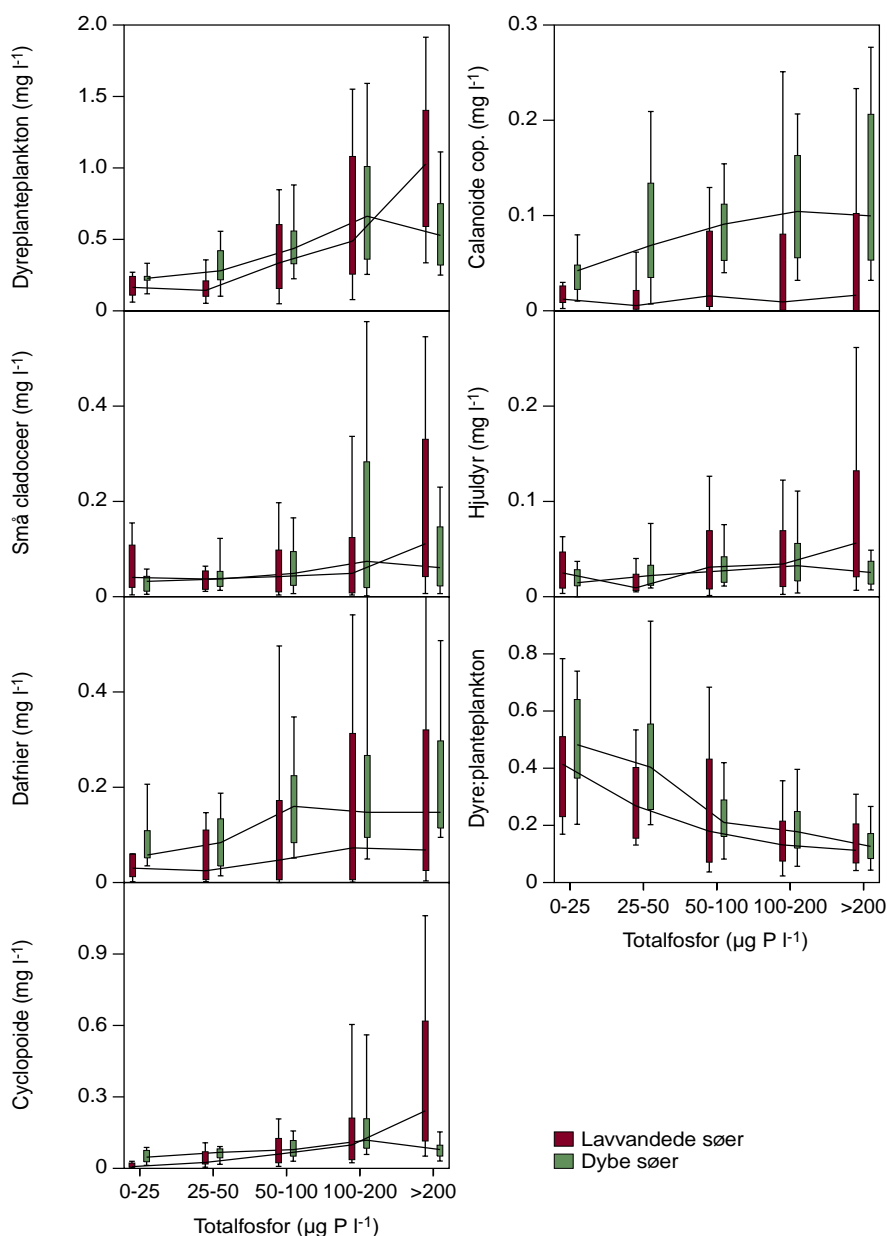 Dyreplanteplankton (mg l-1)
2.0
1.5
1.0
0.5
0
Små cladoceer (mg l-1)
0.4
0.2
0
Dafnier (mg l-1)
0.4
0.2
0
Cyclopoide (mg l-1)
0.9
0.6
0.3
0
0-25 25-50 50-100 100-200 >200
Totalfosfor (µg P l-1)
Calanoide cop. (mg l-1)
0.3
0.2
0.1
0
Hjuldyr (mg l-1)
0.2
0.1
0
Dyre:planteplankton
0.8
0.6
0.4
0.2
0
0-25 25-50 50-100 100-200 >200
Totalfosfor (µg P l-1)
Lavvandede søer
Dybe søer